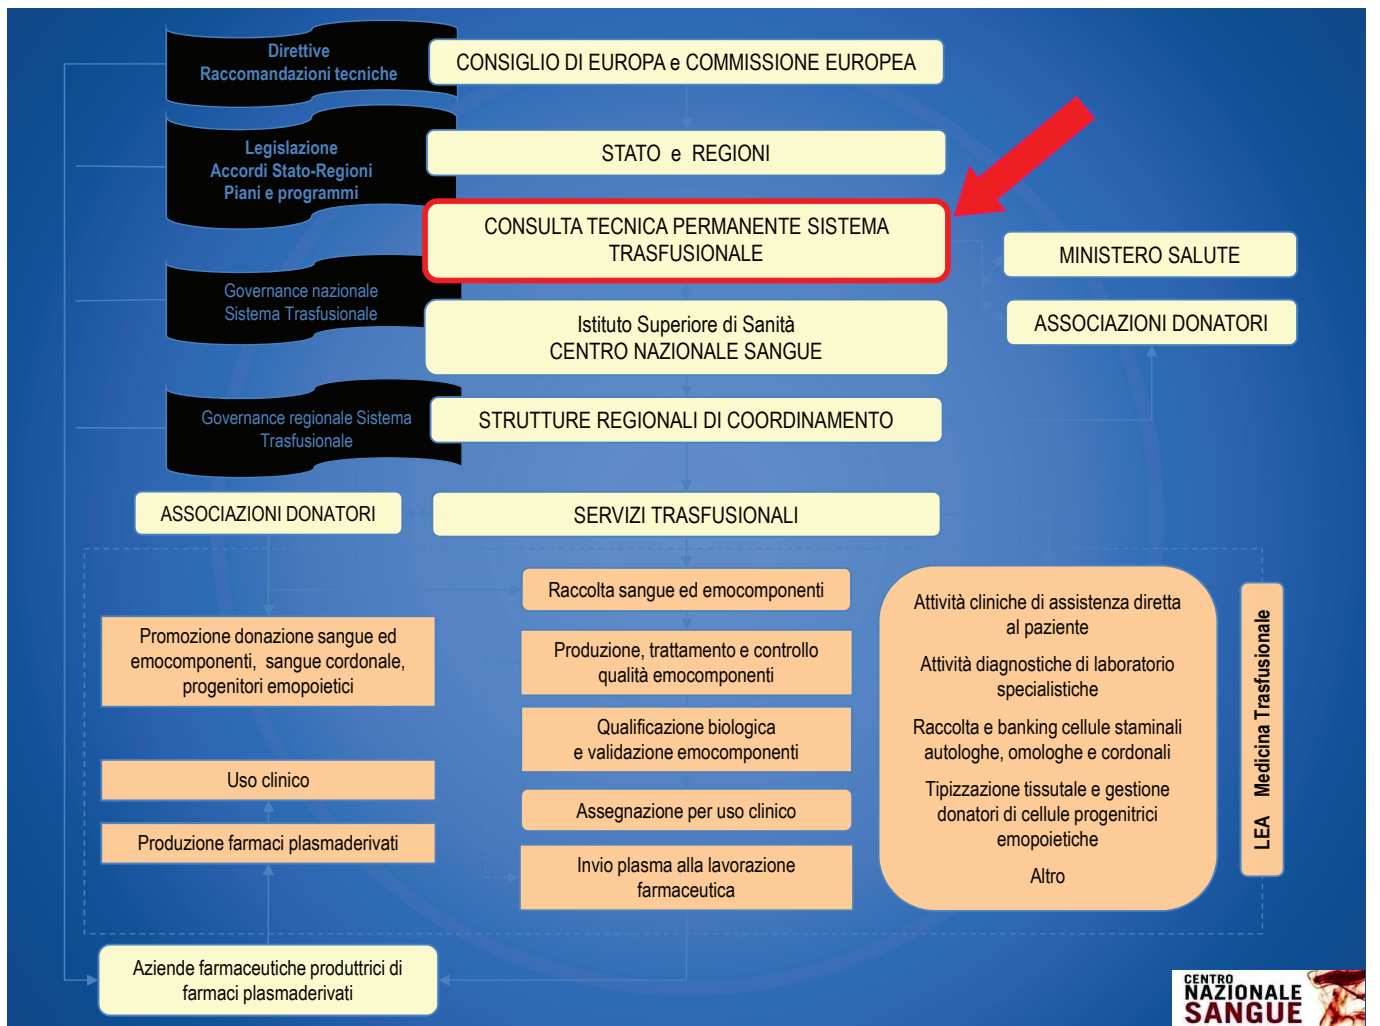 Direttive
Raccomandazioni tecniche
CONSIGLIO DI EUROPA e COMMISSIONE EUROPEA
Legislazione
Accordi Stato-Regioni
Piani e programmi
STATO e REGIONI
CONSULTA TECNICA PERMANENTE SISTEMA
TRASFUSIONALE
MINISTERO SALUTE
Governance nazionale
Sistema Trasfusionale
Istituto Superiore di Sanità
CENTRO NAZIONALE SANGUE
ASSOCIAZIONI DONATORI
Governance regionale Sistema
Trasfusionale
STRUTTURE REGIONALI DI COORDINAMENTO
ASSOCIAZIONI DONATORI
SERVIZI TRASFUSIONALI
Promozione donazione sangue ed
emocomponenti, sangue cordonale,
progenitori emopoietici
Uso clinico
Produzione farmaci plasmaderivati
Raccolta sangue ed emocomponenti
Produzione, trattamento e controllo
qualità emocomponenti
Qualificazione biologica
e validazione emocomponenti
Assegnazione per uso clinico
Invio plasma alla lavorazione
farmaceutica
Attività cliniche di assistenza diretta
al paziente
Attività diagnostiche di laboratorio
specialistiche
Raccolta e banking cellule staminali
autologhe, omologhe e cordonali
Tipizzazione tissutale e gestione
donatori di cellule progenitrici
emopoietiche
Altro
LEA Medicina Trasfusionale
Aziende farmaceutiche produttrici di
farmaci plasmaderivati
CENTRO
NAZIONALE
SANGUE